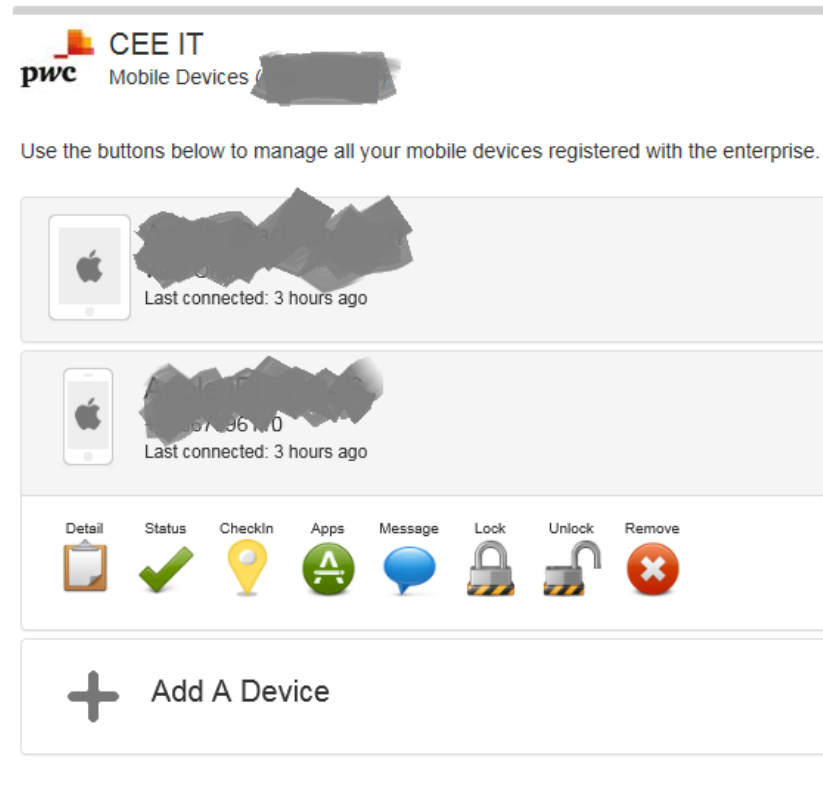 pwc
CEE IT
Mobile Devices (
Use the buttons below to manage all your mobile devices registered with the enterprise.
Last connected: 3 hours ago
Last connected: 3 hours ago
Detail Status CheckIn Apps Message Lock Unlock Remove
Add A Device